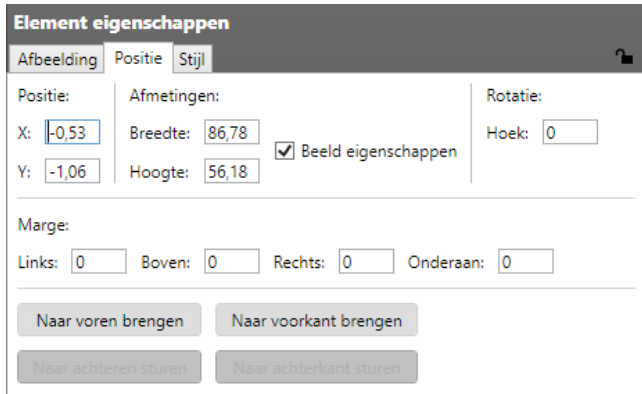 Element eigenschappen
Afbeelding Positie Stijl
Positie: Afmetingen: Rotatie:
X: -0,53 Breedte: 86,78 Beeld eigenschappen Hoek: 0
Y: -1,06 Hoogte: 56,18
Marge:
Links: 0 Boven: 0 Rechts: 0 Onderaan: 0
Naar voren brengen Naar voorkant brengen
Naar achteren sturen Naar achterkant sturen